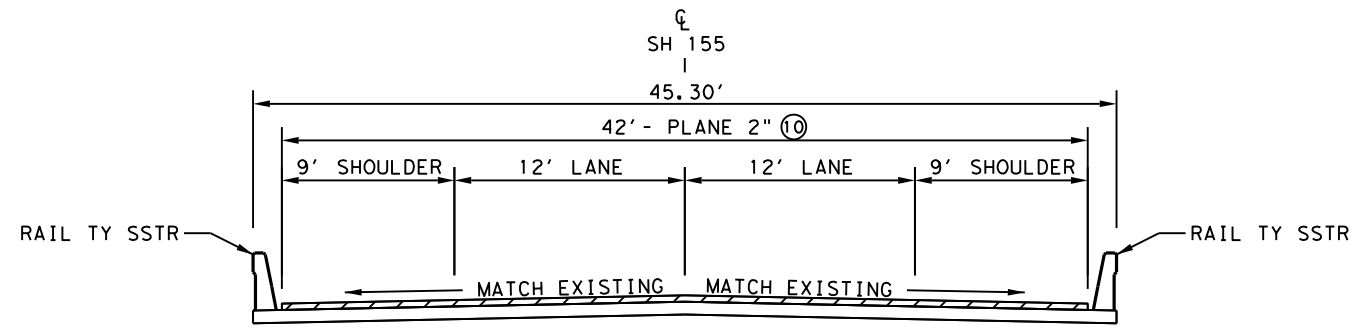 ℄
SH 155
45.30'
42' - PLANE 2" 10
9' SHOULDER 12' LANE 12' LANE 9' SHOULDER
RAIL TY SSTR RAIL TY SSTR
MATCH EXISTING MATCH EXISTING